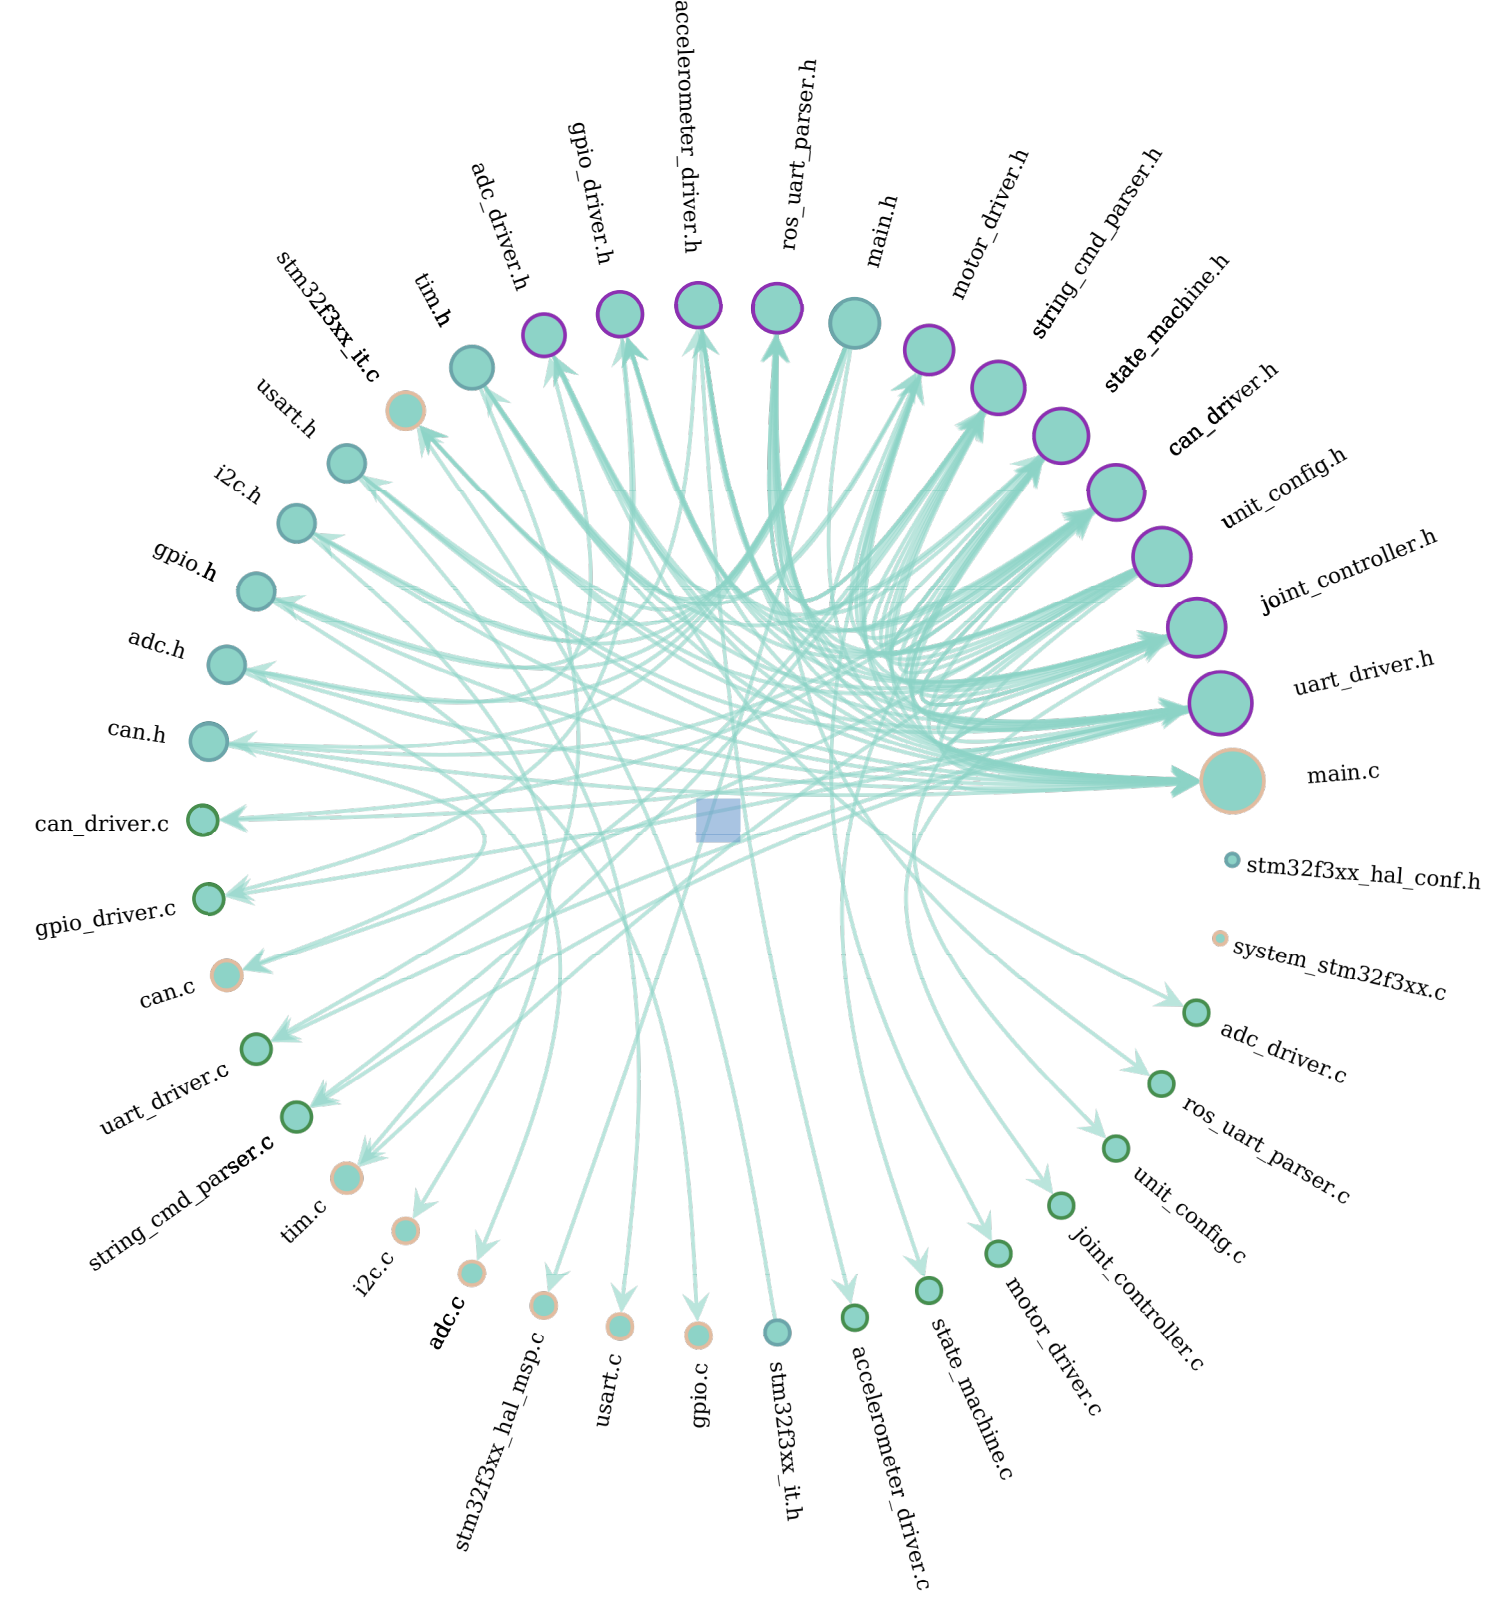 accelerometer_driver.h
ros_uart_parser.h
gpio_driver.h
adc_driver.h
main.h
motor_driver.h
string_cmd_parser.h
stm32f3xx_it.c
tim.h
state_machine.h
can_driver.h
usart.h
unit_config.h
i2c.h
joint_controller.h
gpio.h
adc.h
uart_driver.h
can.h
main.c
can_driver.c
stm32f3xx_hal_conf.h
gpio_driver.c
system_stm32f3xx.c
can.c
adc_driver.c
uart_driver.c
ros_uart_parser.c
string_cmd_parser.c
unit_config.c
tim.c
joint_controller.c
i2c.c
motor_driver.c
adc.c
state_machine.c
stm32f3xx_hal_msp.c
usart.c
gpio.c
stm32f3xx_it.h
accelerometer_driver.c